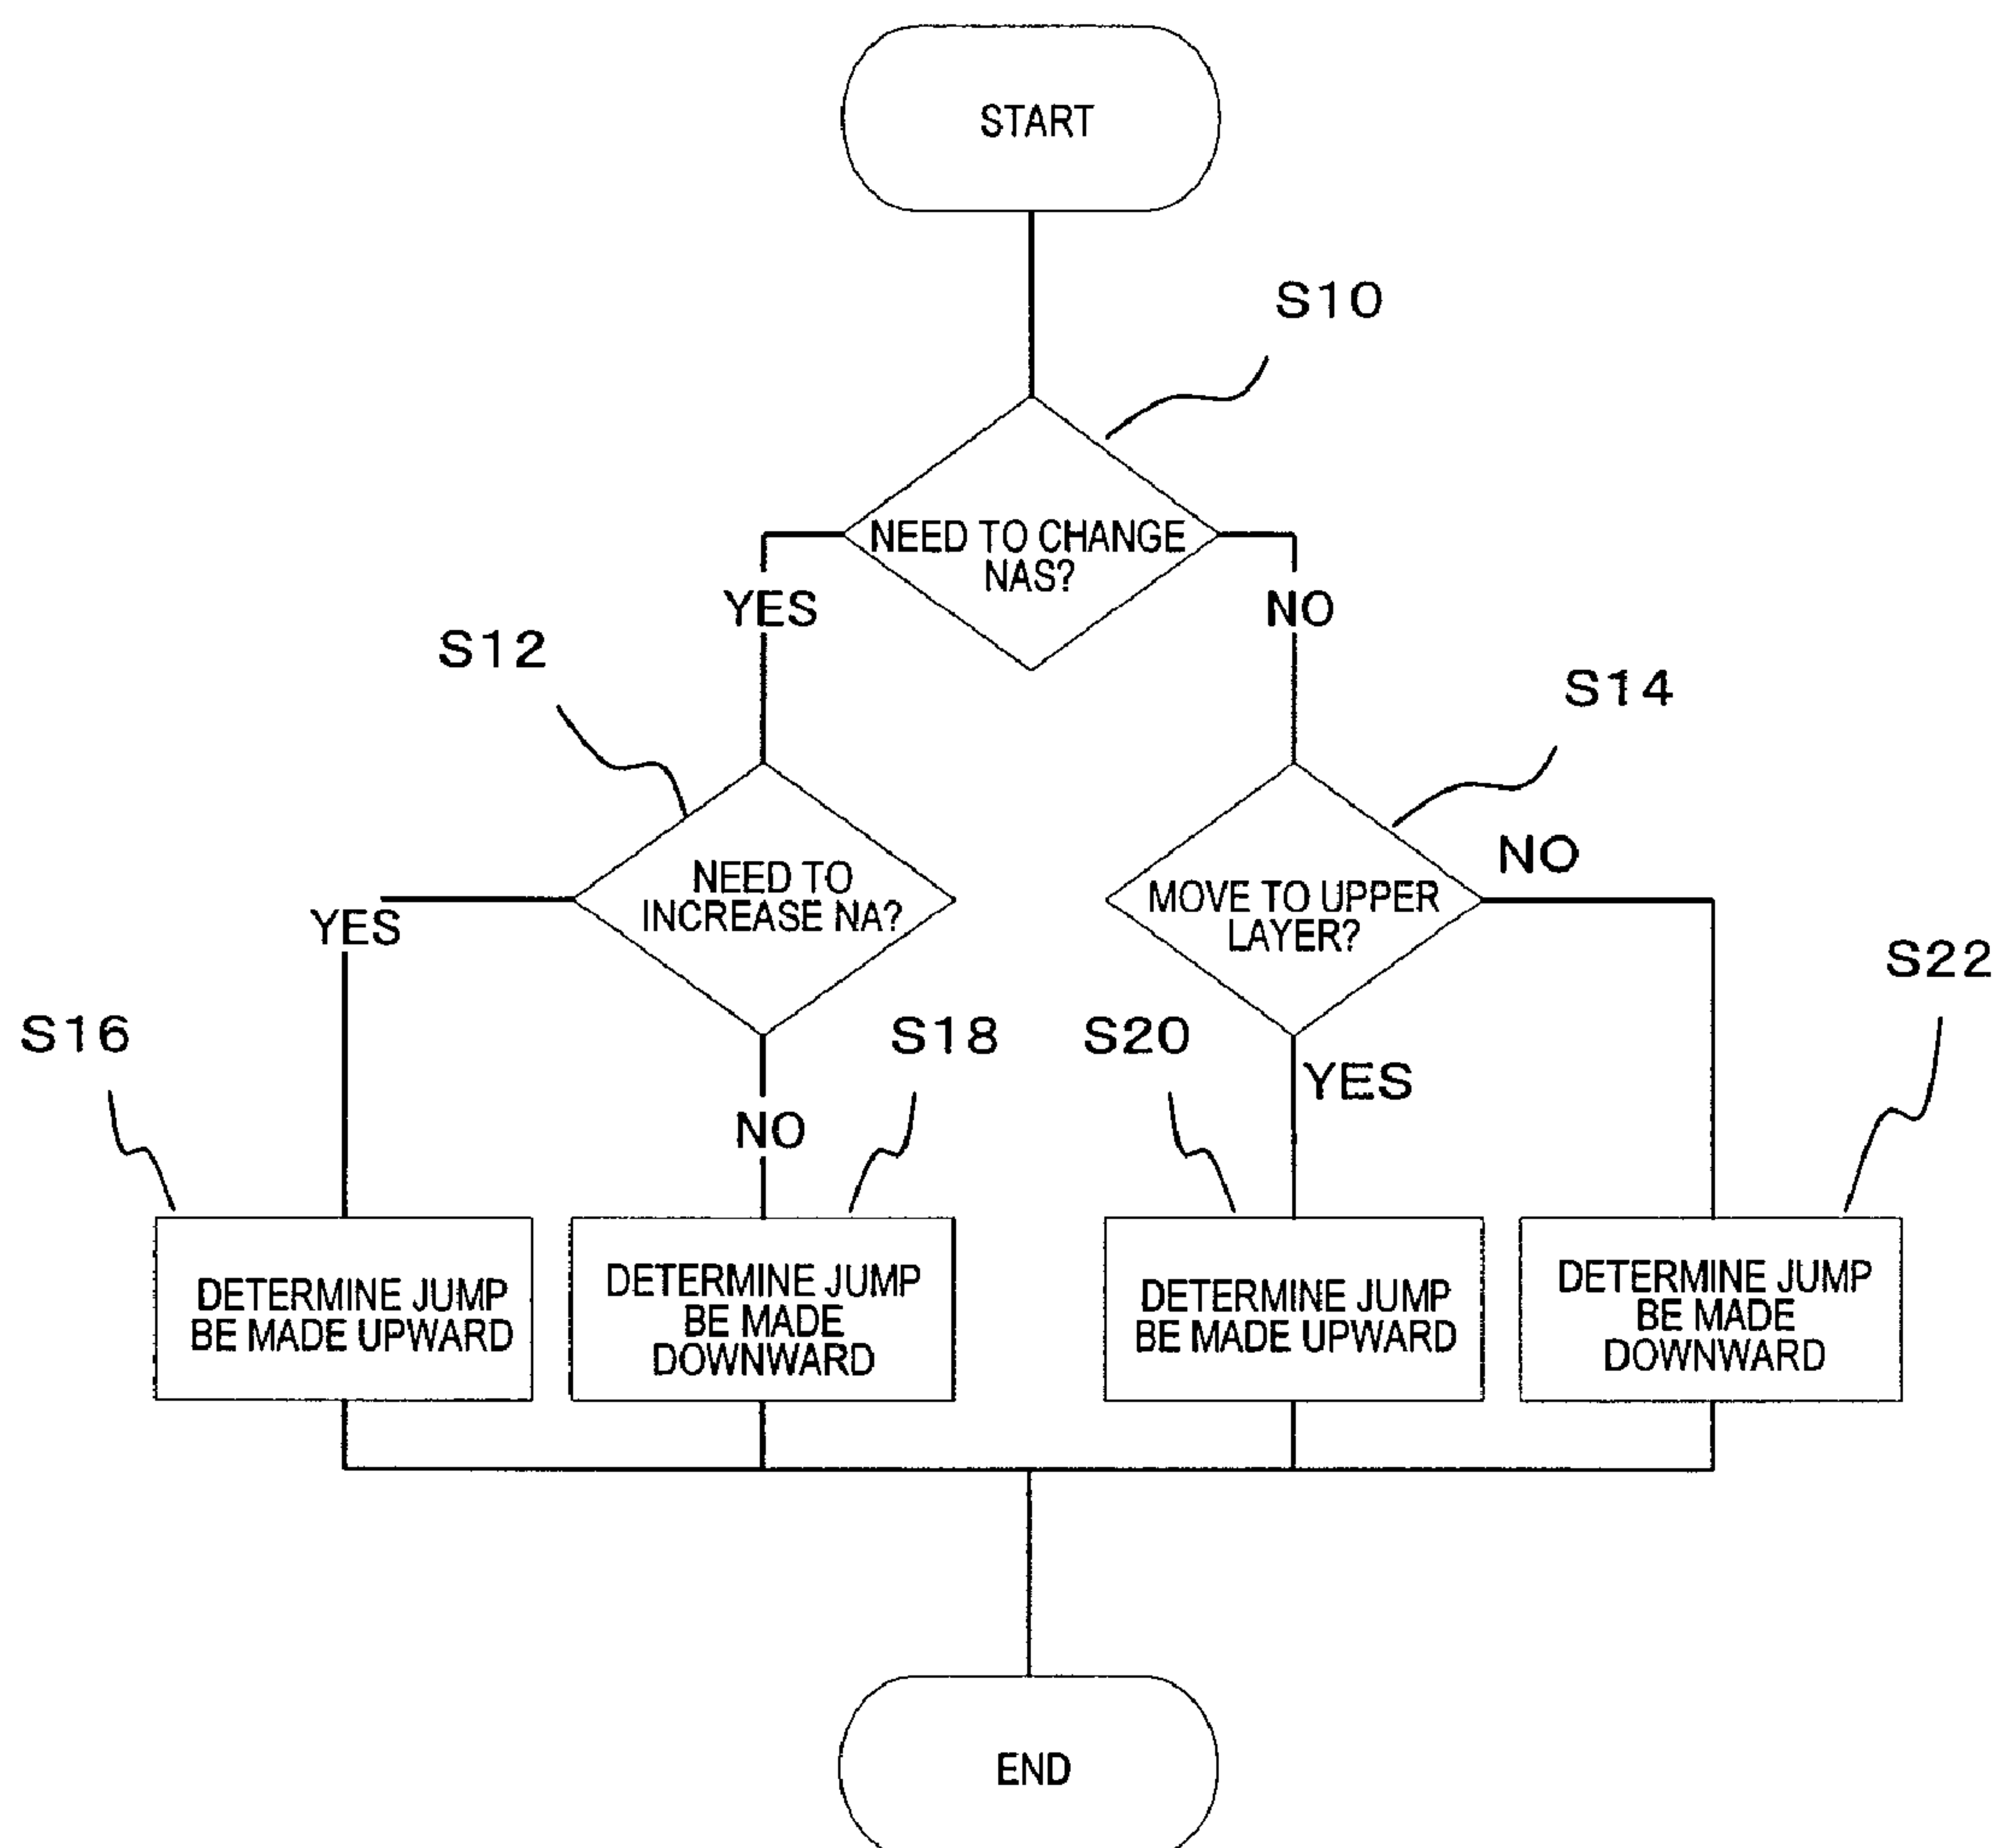 START
S10
NEED TO CHANGE
NAS?
YES
NO
S12
S14
NEED TO
INCREASE NA?
MOVE TO UPPER
LAYER?
NO
YES
S22
S16
S18
S20
YES
NO
DETERMINE JUMP
BE MADE UPWARD
DETERMINE JUMP
BE MADE
DOWNWARD
DETERMINE JUMP
BE MADE UPWARD
DETERMINE JUMP
BE MADE
DOWNWARD
END